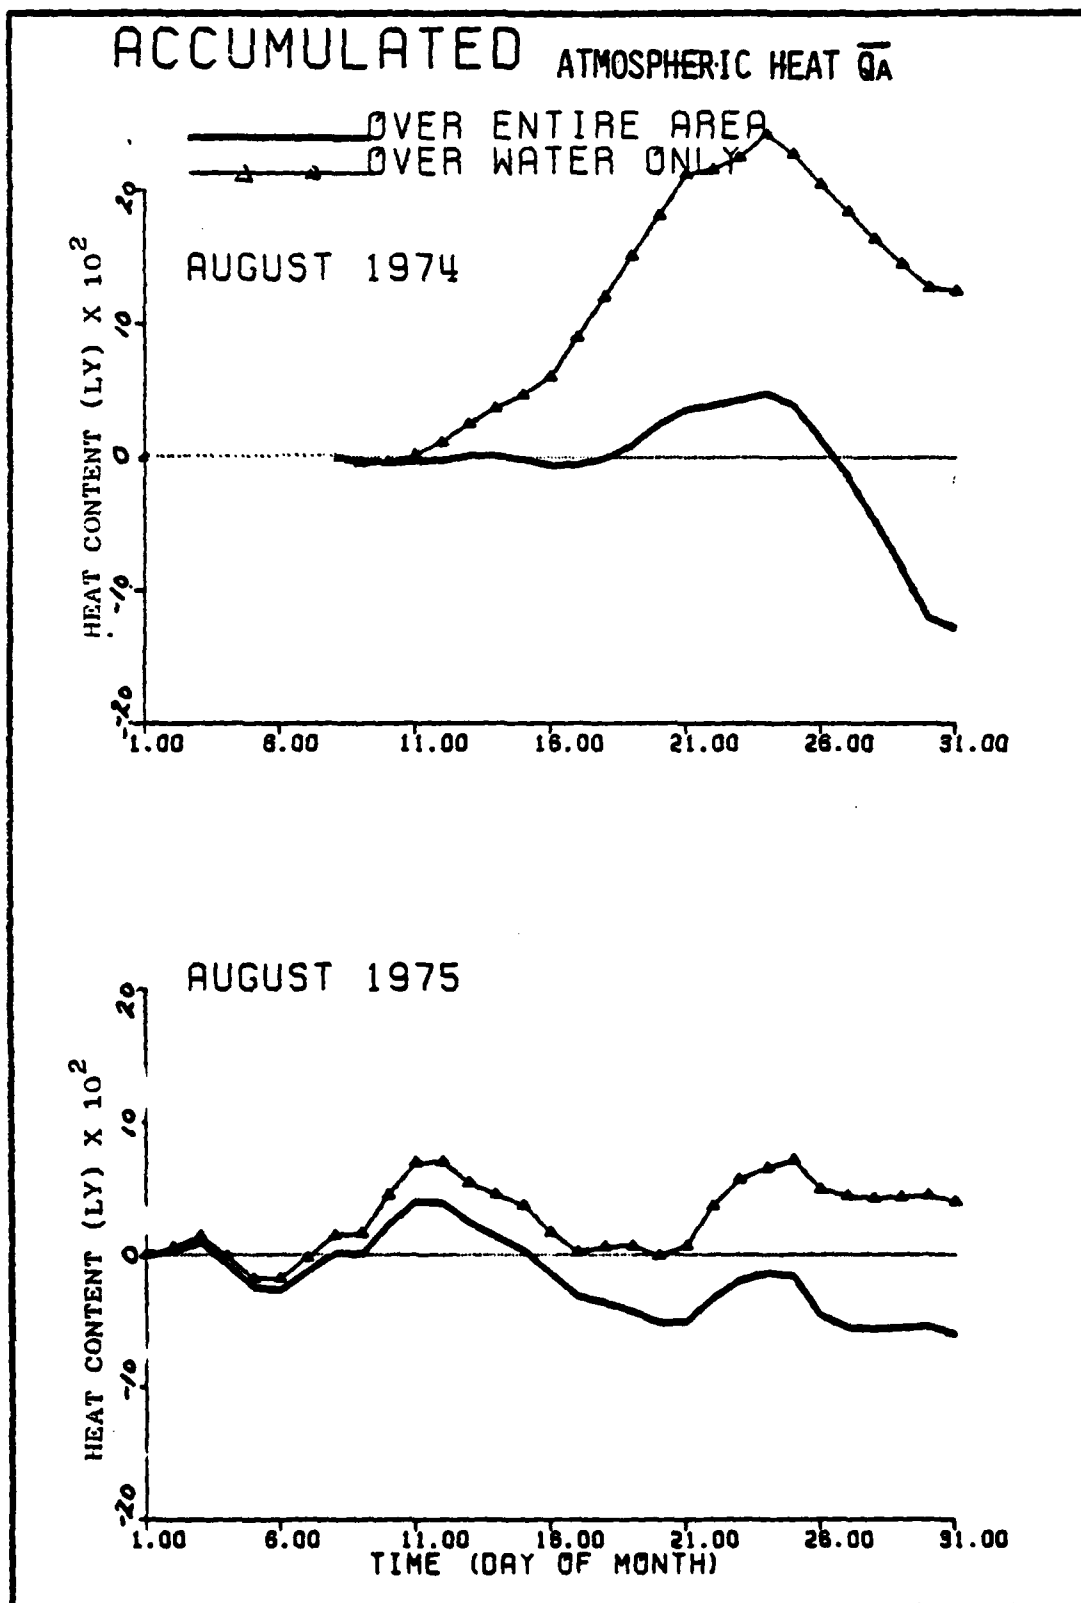 ACCUMULATED ATMOSPHERIC HEAT Q̅A
OVER ENTIRE AREA
OVER WATER ONLY
AUGUST 1974
HEAT CONTENT (LY) X 10²
20
10
0
-10
-20
1.00 6.00 11.00 16.00 21.00 26.00 31.00
AUGUST 1975
HEAT CONTENT (LY) X 10²
20
10
0
-10
-20
1.00 6.00 11.00 16.00 21.00 26.00 31.00
TIME (DAY OF MONTH)